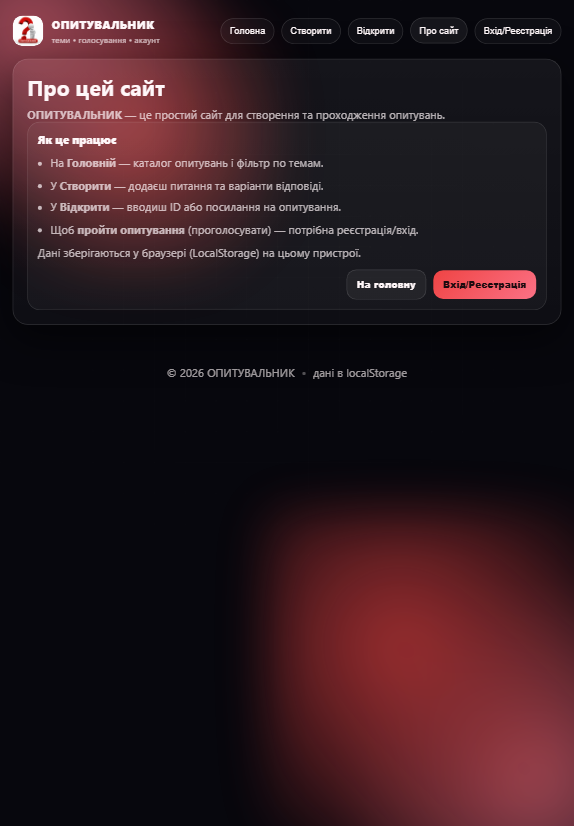 ОПИТУВАЛЬНИК
теми • голосування • акаунт
Головна
Створити
Відкрити
Про сайт
Вхід/Реєстрація
Про цей сайт
ОПИТУВАЛЬНИК — це простий сайт для створення та проходження опитувань.
Як це працює
• На Головній — каталог опитувань і фільтр по темам.
• У Створити — додаєш питання та варіанти відповіді.
• У Відкрити — вводиш ID або посилання на опитування.
• Щоб пройти опитування (проголосувати) — потрібна реєстрація/вхід.
Дані зберігаються у браузері (LocalStorage) на цьому пристрої.
На головну
Вхід/Реєстрація
© 2026 ОПИТУВАЛЬНИК • дані в localStorage